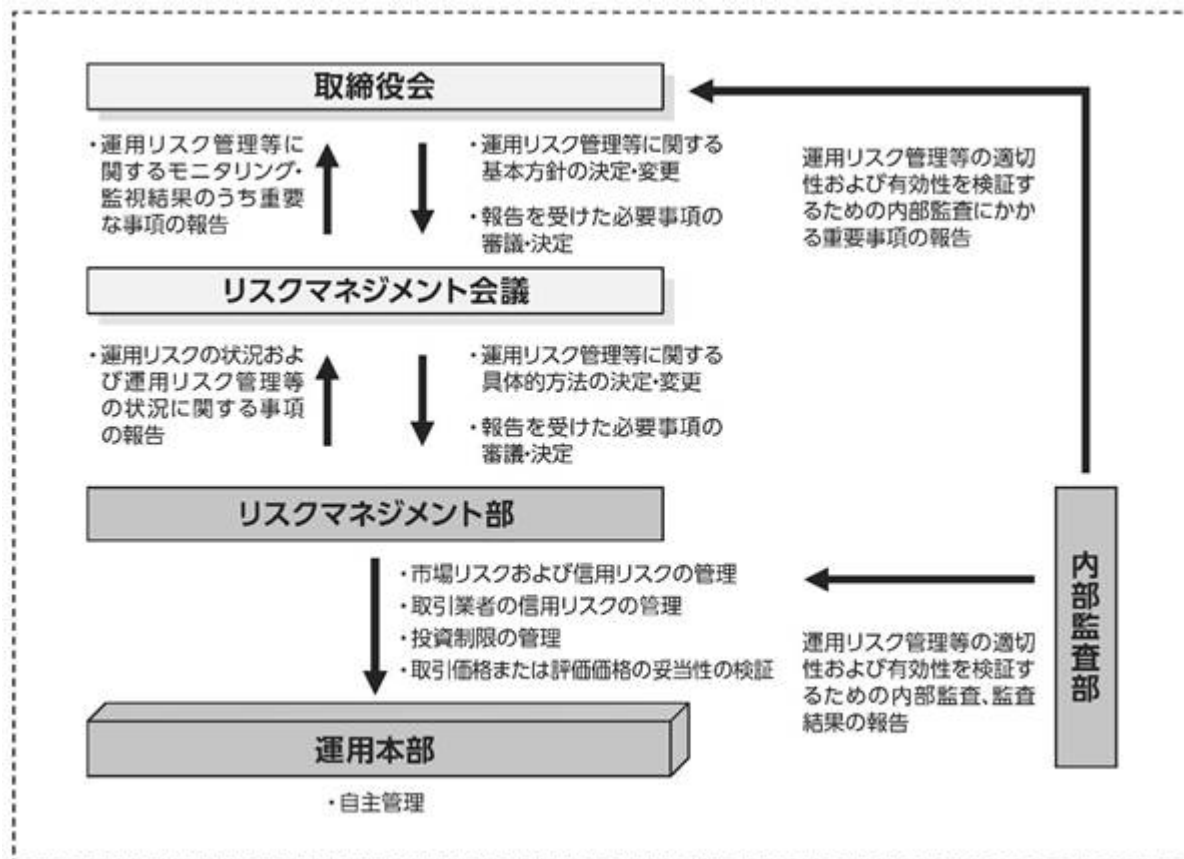 取締役会
・運用リスク管理等に
関するモニタリング・
監視結果のうち重要
な事項の報告
・運用リスク管理等に関する
基本方針の決定・変更
・報告を受けた必要事項の
審議・決定
運用リスク管理等の適切
性および有効性を検証す
るための内部監査にかか
る重要事項の報告
リスクマネジメント会議
・運用リスクの状況およ
び運用リスク管理等
の状況に関する事項
の報告
・運用リスク管理等に関する
具体的方法の決定・変更
・報告を受けた必要事項の
審議・決定
リスクマネジメント部
・市場リスクおよび信用リスクの管理
・取引業者の信用リスクの管理
・投資制限の管理
・取引価格または評価価格の妥当性の検証
内部監査部
運用リスク管理等の適切
性および有効性を検証す
るための内部監査、監査
結果の報告
運用本部
・自主管理